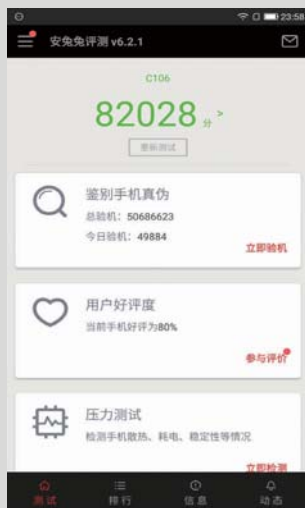 23:58
安兔兔评测 v6.2.1
C106
82028 分 >
重新测试
鉴别手机真伪
总验机：50686623
今日验机：49884
立即验机
用户好评度
当前手机好评为80%
参与评价
压力测试
检测手机散热、耗电、稳定性等情况
立即检测
测试 排行 信息 动态